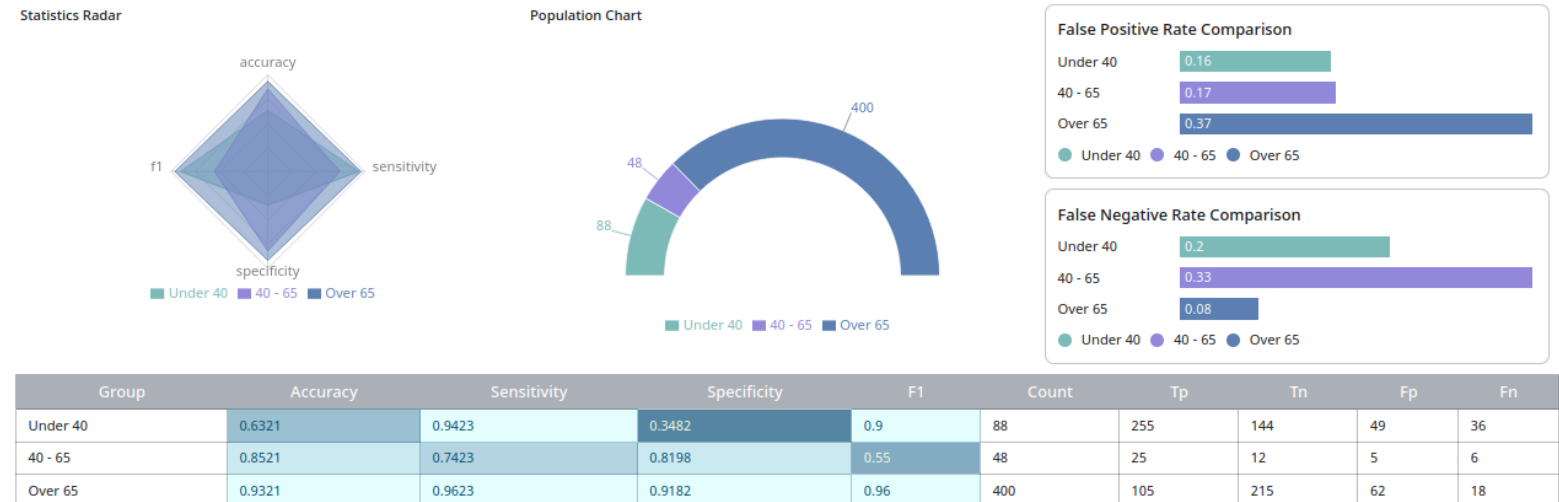 Statistics Radar
accuracy
f1
sensitivity
specificity
Under 40 40 - 65 Over 65
Population Chart
400
48
88
Under 40 40 - 65 Over 65
False Positive Rate Comparison
Under 40 0.16
40 - 65 0.17
Over 65 0.37
Under 40 40 - 65 Over 65
False Negative Rate Comparison
Under 40 0.2
40 - 65 0.33
Over 65 0.08
Under 40 40 - 65 Over 65
Group Accuracy Sensitivity Specificity F1 Count Tp Tn Fp Fn
Under 40 0.6321 0.9423 0.3482 0.9 88 255 144 49 36
40 - 65 0.8521 0.7423 0.8198 0.55 48 25 12 5 6
Over 65 0.9321 0.9623 0.9182 0.96 400 105 215 62 18